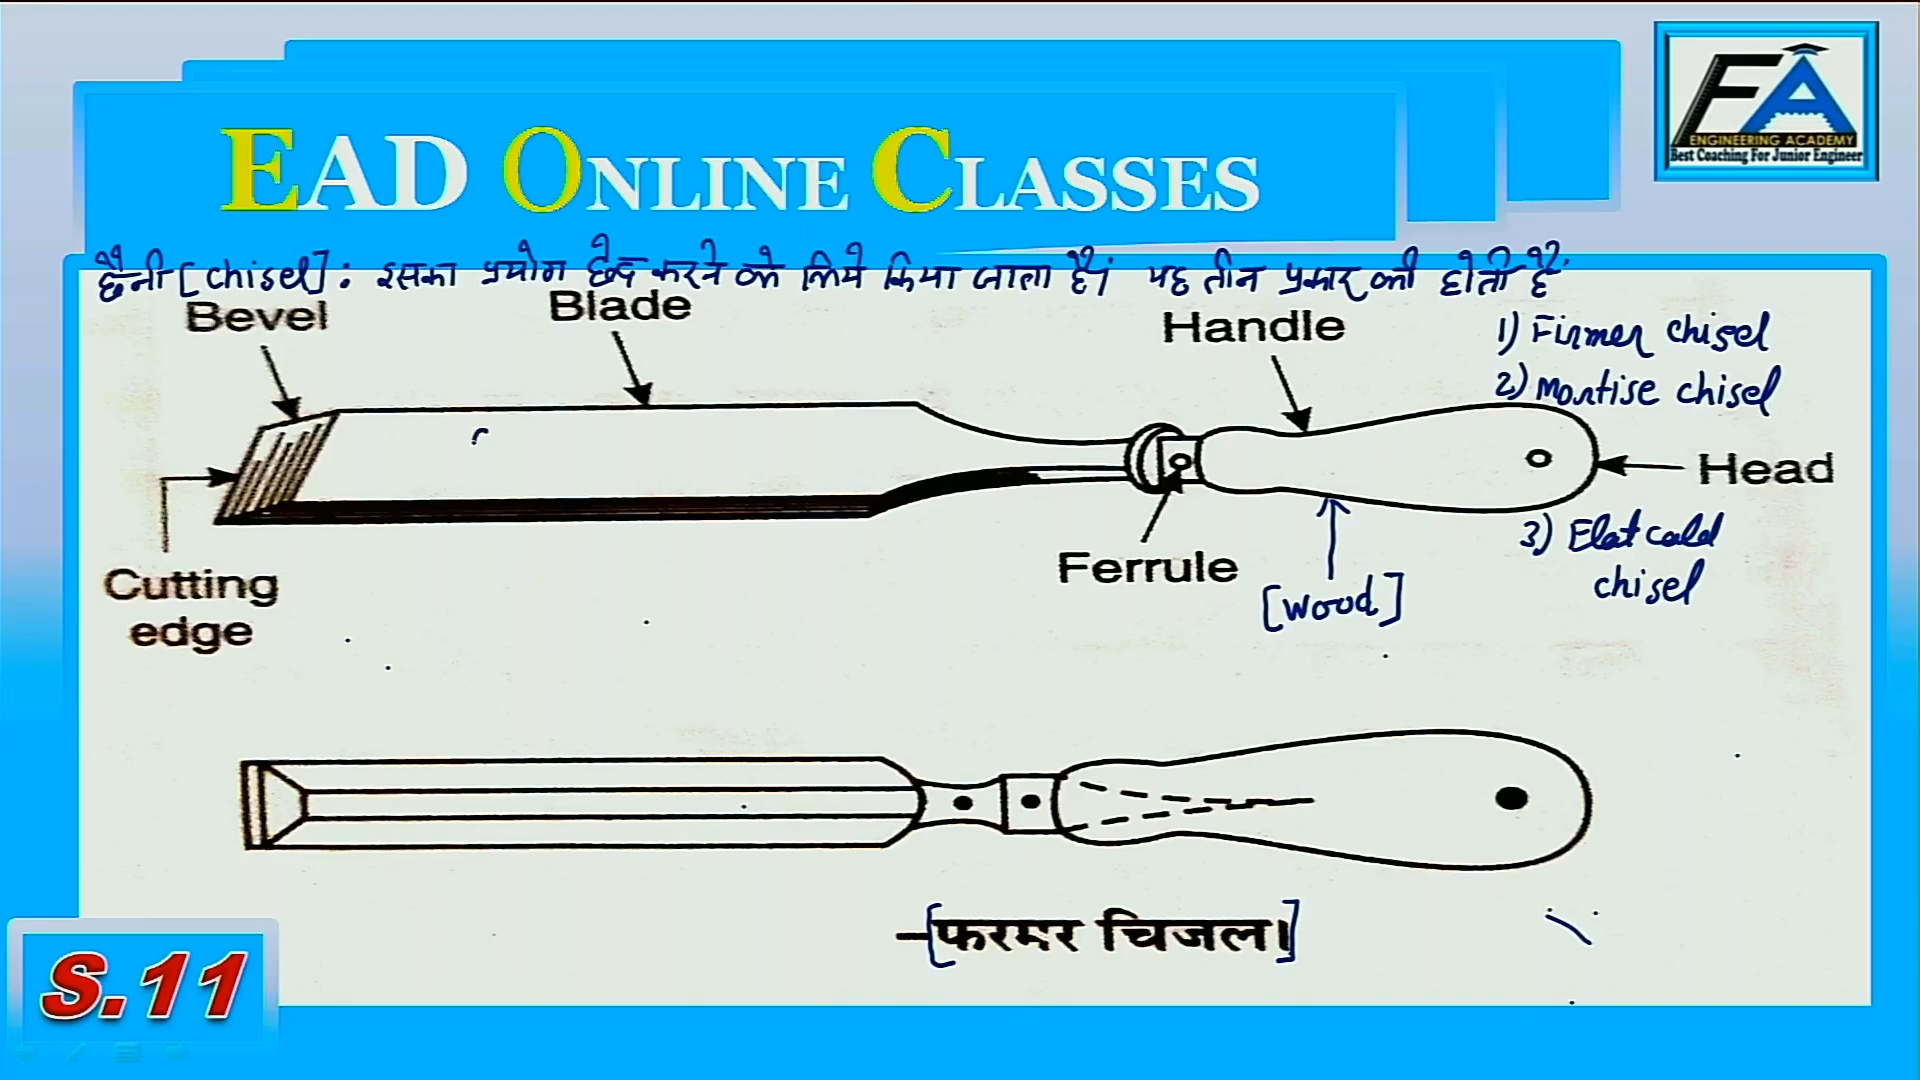 EAD ONLINE CLASSES
FA
ENGINEERING ACADEMY
Best Coaching For Junior Engineer
छैनी [chisel] : इसका प्रयोग छेद करने के लिये किया जाता है। यह तीन प्रकार की होती है
Bevel
Blade
Handle
1) Firmer chisel
2) Mortise chisel
Head
3) Flat cold
chisel
Ferrule
[Wood]
Cutting
edge
–[फरमर चिजल।]
S.11